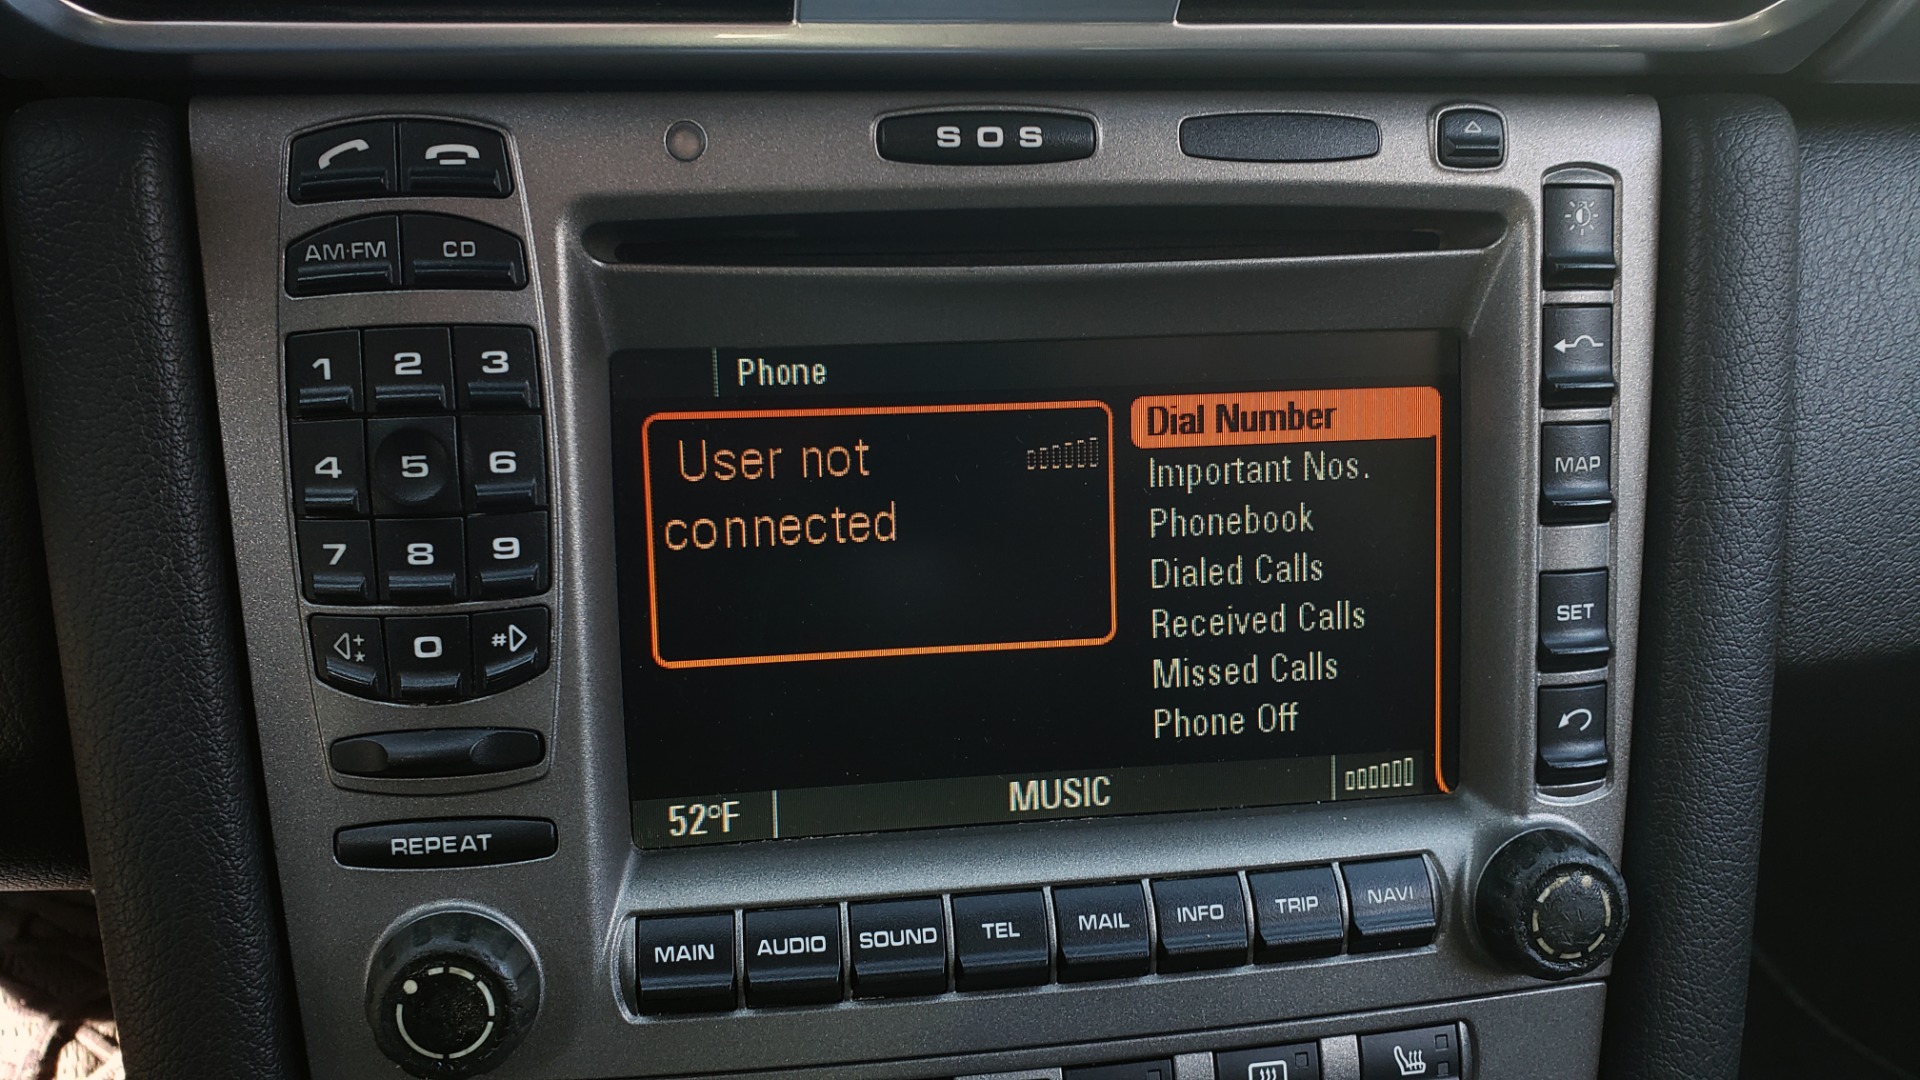 SOS
AM·FM CD
1 2 3
4 5 6
7 8 9
+ * 0 #
REPEAT
Phone
User not
connected
Dial Number
Important Nos.
Phonebook
Dialed Calls
Received Calls
Missed Calls
Phone Off
52°F MUSIC
MAP
SET
MAIN AUDIO SOUND TEL MAIL INFO TRIP NAVI